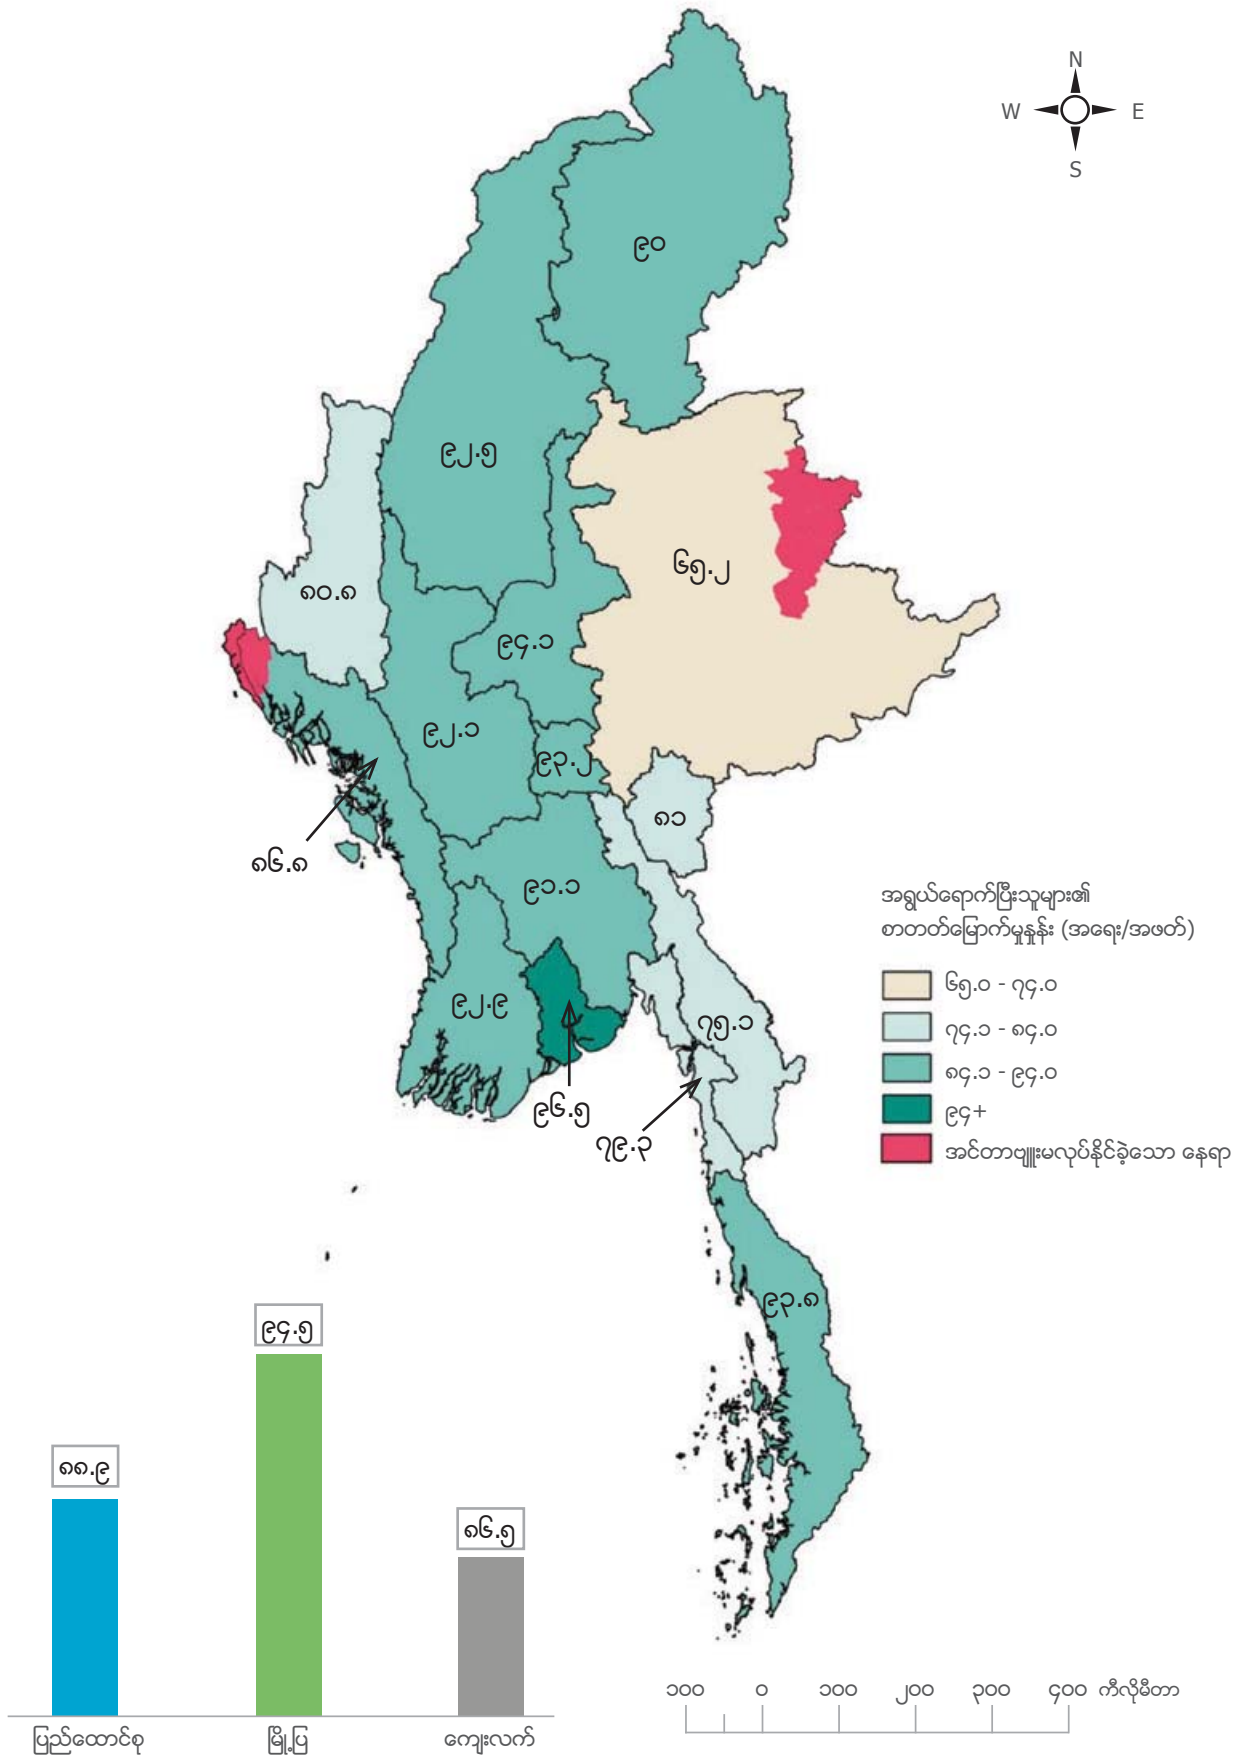 N
W E
S
၉၀
၉၂.၅
၆၅.၂
၈၀.၈
၉၄.၁
၉၂.၁
၉၃.၂
၈၁
၈၆.၈
၉၁.၁
အရွယ်ရောက်ပြီးသူများ၏
စာတတ်မြောက်မှုနှုန်း (အရေး/အဖတ်)
၆၅.၀ - ၇၄.၀
၇၄.၁ - ၈၄.၀
၈၄.၁ - ၉၄.၀
၉၄+
အင်တာဗျူးမလုပ်နိုင်ခဲ့သော နေရာ
၉၂.၉
၇၅.၁
၉၆.၅
၇၉.၃
၉၃.၈
၉၄.၅
၈၈.၉
၈၆.၅
ပြည်ထောင်စု မြို့ပြ ကျေးလက်
၁၀၀ ၀ ၁၀၀ ၂၀၀ ၃၀၀ ၄၀၀ ကီလိုမီတာ